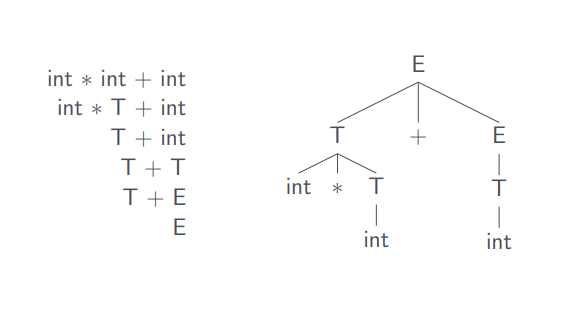 int ∗ int + int
int ∗ T + int
T + int
T + T
T + E
E
E
T + E
int ∗ T T
int int